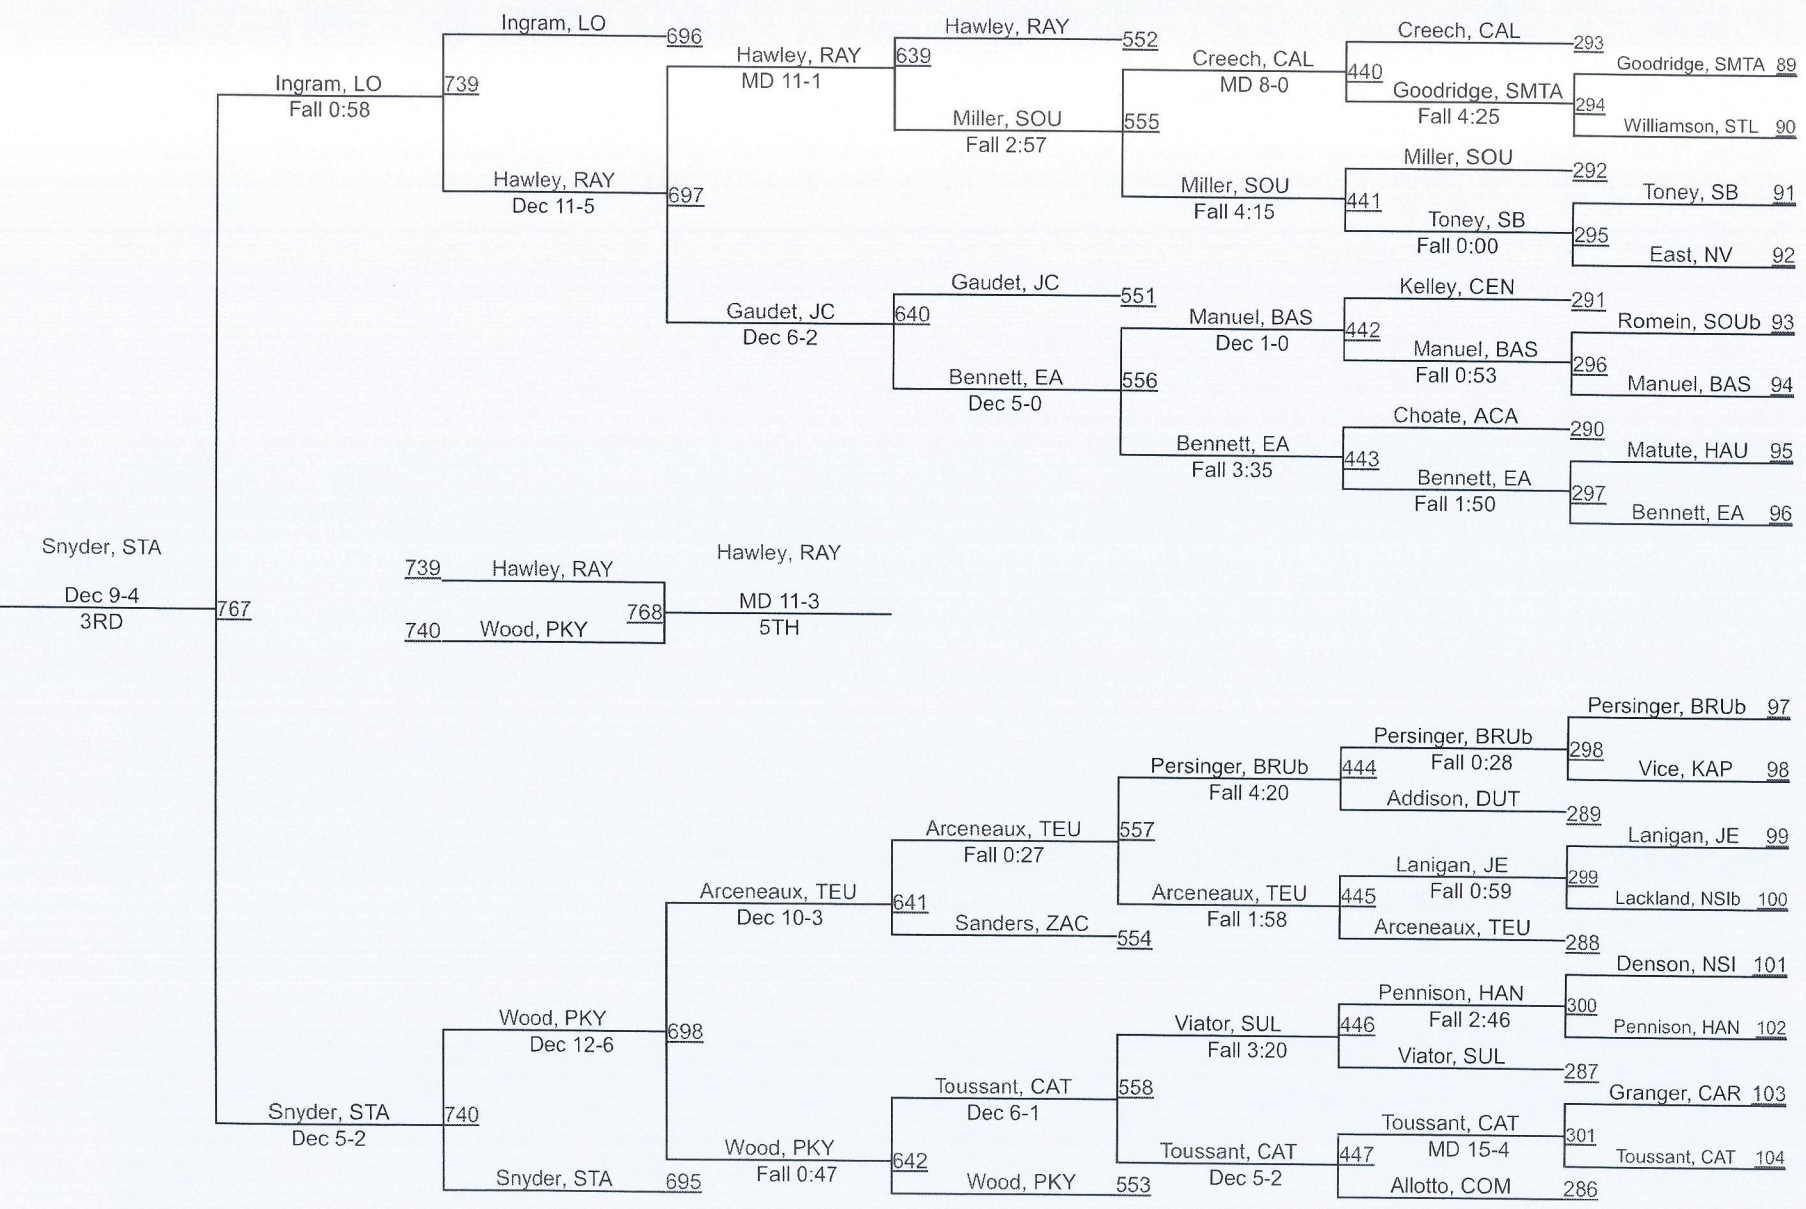 Ingram, LO
696
Ingram, LO
Fall 0:58
739
Hawley, RAY
Dec 11-5
697
Hawley, RAY
MD 11-1
639
Hawley, RAY
552
Miller, SOU
Fall 2:57
555
Creech, CAL
MD 8-0
440
Creech, CAL
293
Goodridge, SMTA
Fall 4:25
294
Goodridge, SMTA 89
Williamson, STL 90
Miller, SOU
Fall 4:15
441
Miller, SOU
292
Toney, SB
Fall 0:00
295
Toney, SB 91
East, NV 92
Gaudet, JC
Dec 6-2
640
Gaudet, JC
551
Bennett, EA
Dec 5-0
556
Manuel, BAS
Dec 1-0
442
Kelley, CEN
291
Manuel, BAS
Fall 0:53
296
Romein, SOUb 93
Manuel, BAS 94
Bennett, EA
Fall 3:35
443
Choate, ACA
290
Bennett, EA
Fall 1:50
297
Matute, HAU 95
Bennett, EA 96
Snyder, STA
Dec 9-4
3RD
767
739 Hawley, RAY
740 Wood, PKY
768
Hawley, RAY
MD 11-3
5TH
Persinger, BRUb 97
Vice, KAP 98
298
Persinger, BRUb
Fall 0:28
Addison, DUT
289
444
Persinger, BRUb
Fall 4:20
557
Arceneaux, TEU
Fall 0:27
Lanigan, JE 99
Lackland, NSIb 100
299
Lanigan, JE
Fall 0:59
Arceneaux, TEU
288
445
Arceneaux, TEU
Fall 1:58
641
Sanders, ZAC
554
Arceneaux, TEU
Dec 10-3
698
Wood, PKY
Dec 12-6
Denson, NSI 101
Pennison, HAN 102
300
Pennison, HAN
Fall 2:46
Viator, SUL
287
446
Viator, SUL
Fall 3:20
558
Toussant, CAT
Dec 6-1
Granger, CAR 103
Toussant, CAT 104
301
Toussant, CAT
MD 15-4
Allotto, COM
286
447
Toussant, CAT
Dec 5-2
642
Wood, PKY
553
Wood, PKY
Fall 0:47
740
Snyder, STA
Dec 5-2
Snyder, STA
695